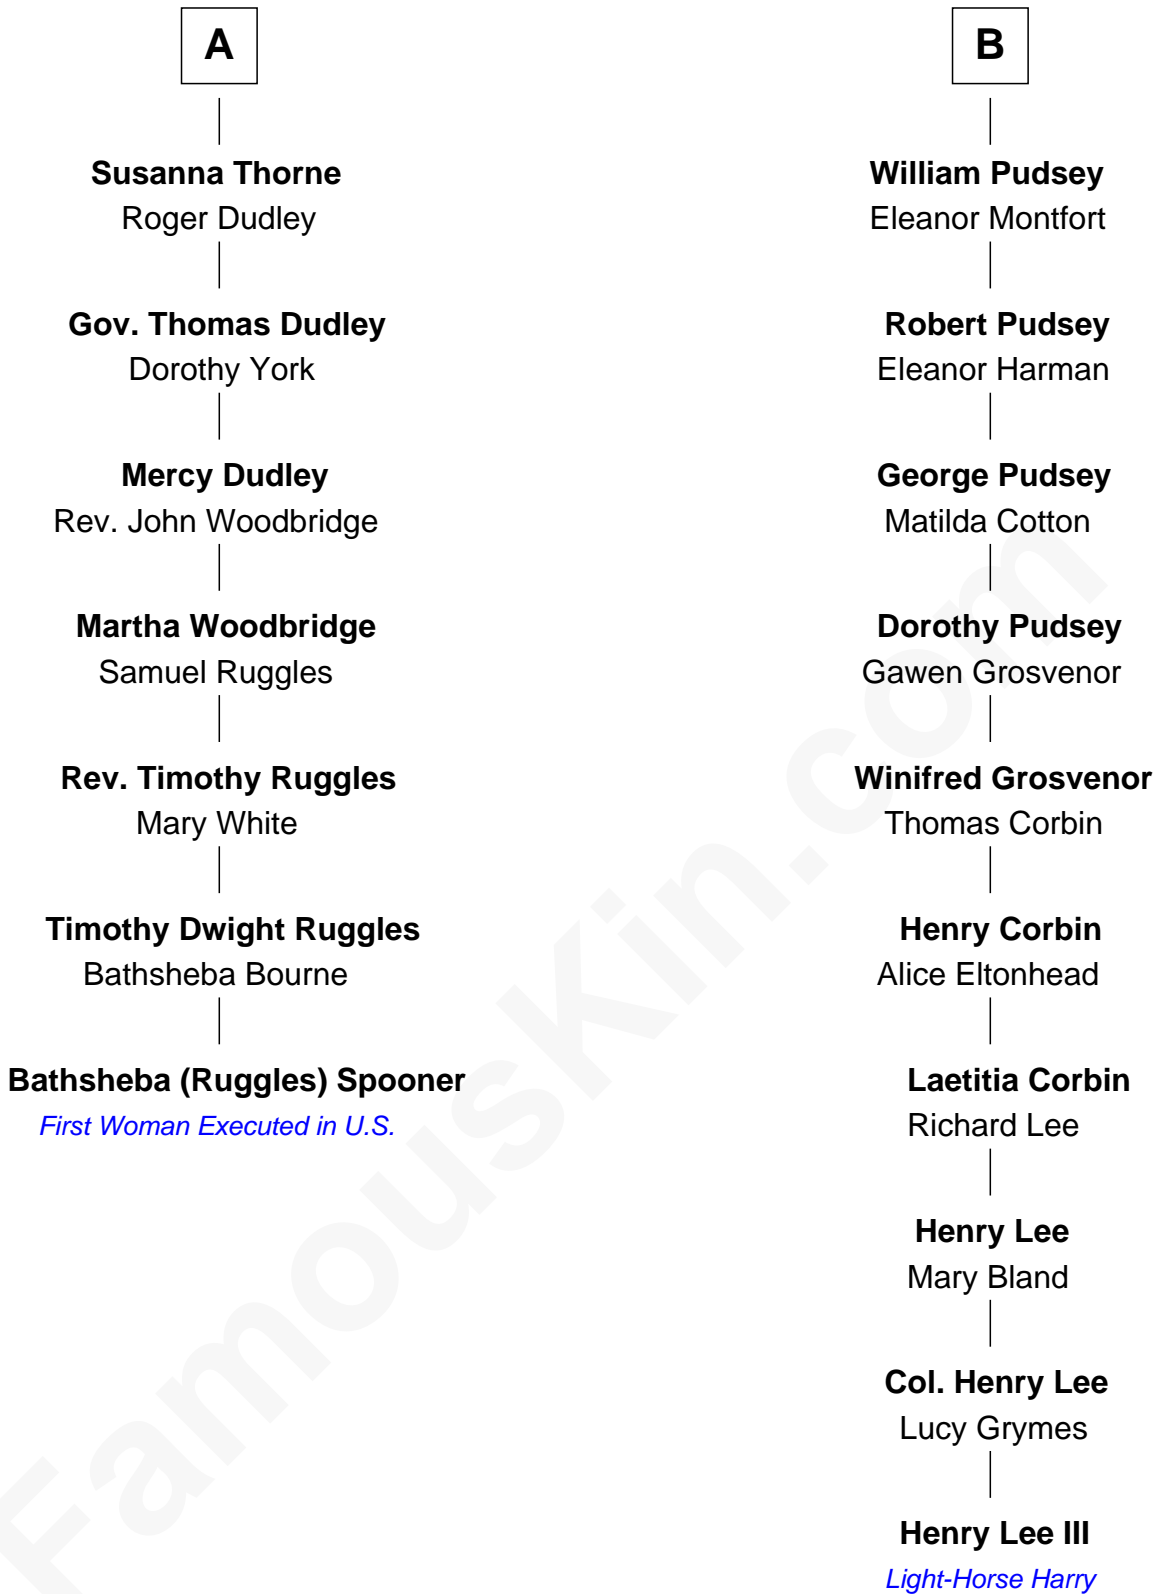 A
Susanna Thorne
Roger Dudley
Gov. Thomas Dudley
Dorothy York
Mercy Dudley
Rev. John Woodbridge
Martha Woodbridge
Samuel Ruggles
Rev. Timothy Ruggles
Mary White
Timothy Dwight Ruggles
Bathsheba Bourne
Bathsheba (Ruggles) Spooner
First Woman Executed in U.S.
B
William Pudsey
Eleanor Montfort
Robert Pudsey
Eleanor Harman
George Pudsey
Matilda Cotton
Dorothy Pudsey
Gawen Grosvenor
Winifred Grosvenor
Thomas Corbin
Henry Corbin
Alice Eltonhead
Laetitia Corbin
Richard Lee
Henry Lee
Mary Bland
Col. Henry Lee
Lucy Grymes
Henry Lee III
Light-Horse Harry
FamousKin.com